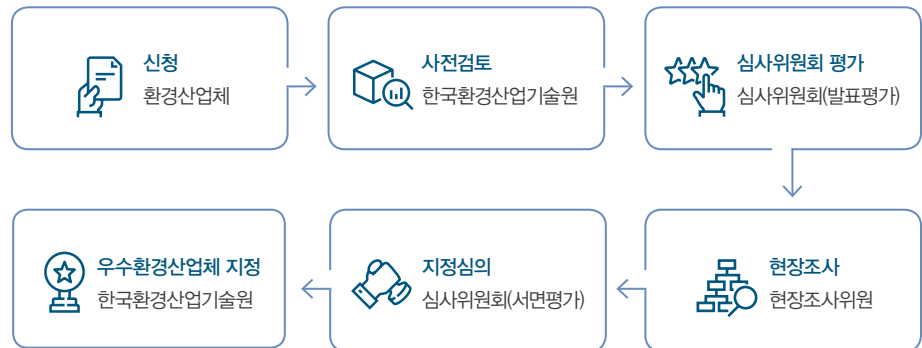 신청
환경산업체
사전검토
한국환경산업기술원
심사위원회 평가
심사위원회(발표평가)
현장조사
현장조사위원
지정심의
심사위원회(서면평가)
우수환경산업체 지정
한국환경산업기술원